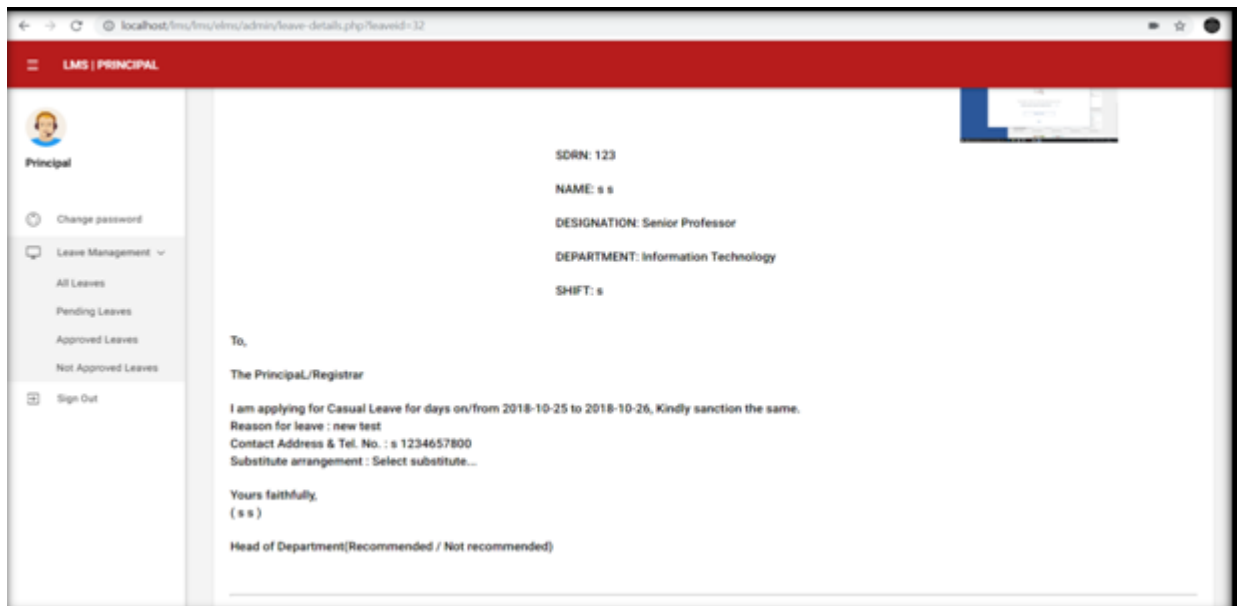 localhost/lms/lms/elms/admin/leave-details.php?leaveid=32
LMS | PRINCIPAL
Principal
Change password
Leave Management
All Leaves
Pending Leaves
Approved Leaves
Not Approved Leaves
Sign Out
SDRN: 123
NAME: s s
DESIGNATION: Senior Professor
DEPARTMENT: Information Technology
SHIFT: s
To,
The PrincipaL/Registrar
I am applying for Casual Leave for days on/from 2018-10-25 to 2018-10-26, Kindly sanction the same.
Reason for leave : new test
Contact Address & Tel. No. : s 1234657800
Substitute arrangement : Select substitute...
Yours faithfully,
( s s )
Head of Department(Recommended / Not recommended)